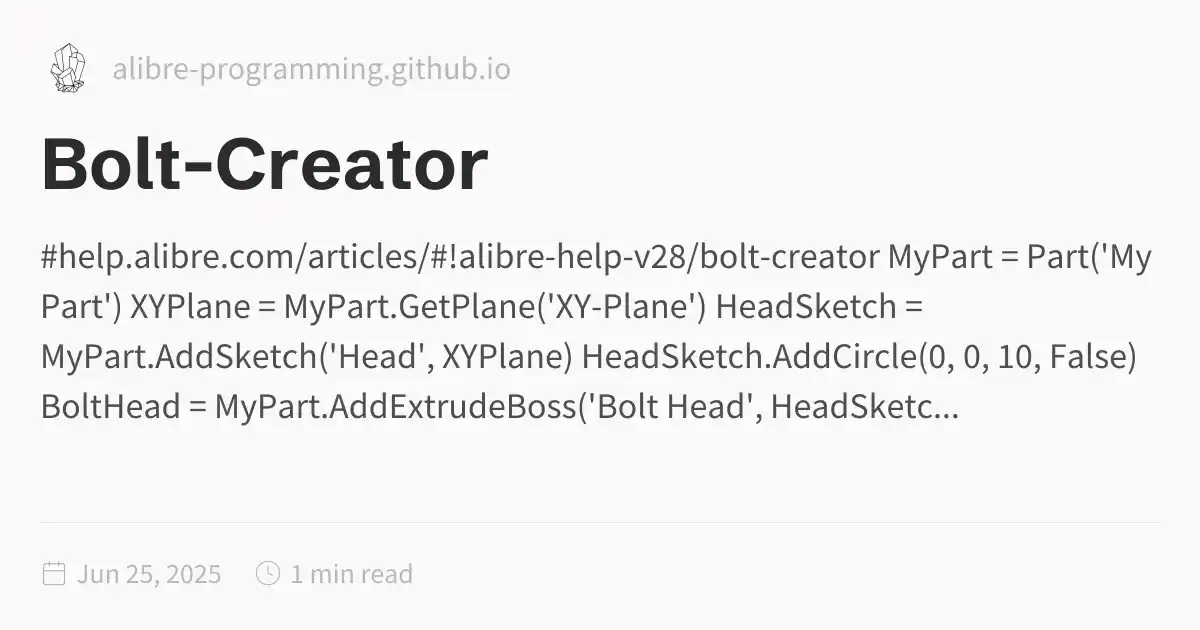 alibre-programming.github.io
Bolt-Creator
#help.alibre.com/articles/#!alibre-help-v28/bolt-creator MyPart = Part('My
Part') XYPlane = MyPart.GetPlane('XY-Plane') HeadSketch =
MyPart.AddSketch('Head', XYPlane) HeadSketch.AddCircle(0, 0, 10, False)
BoltHead = MyPart.AddExtrudeBoss('Bolt Head', HeadSketc...
Jun 25, 2025 1 min read